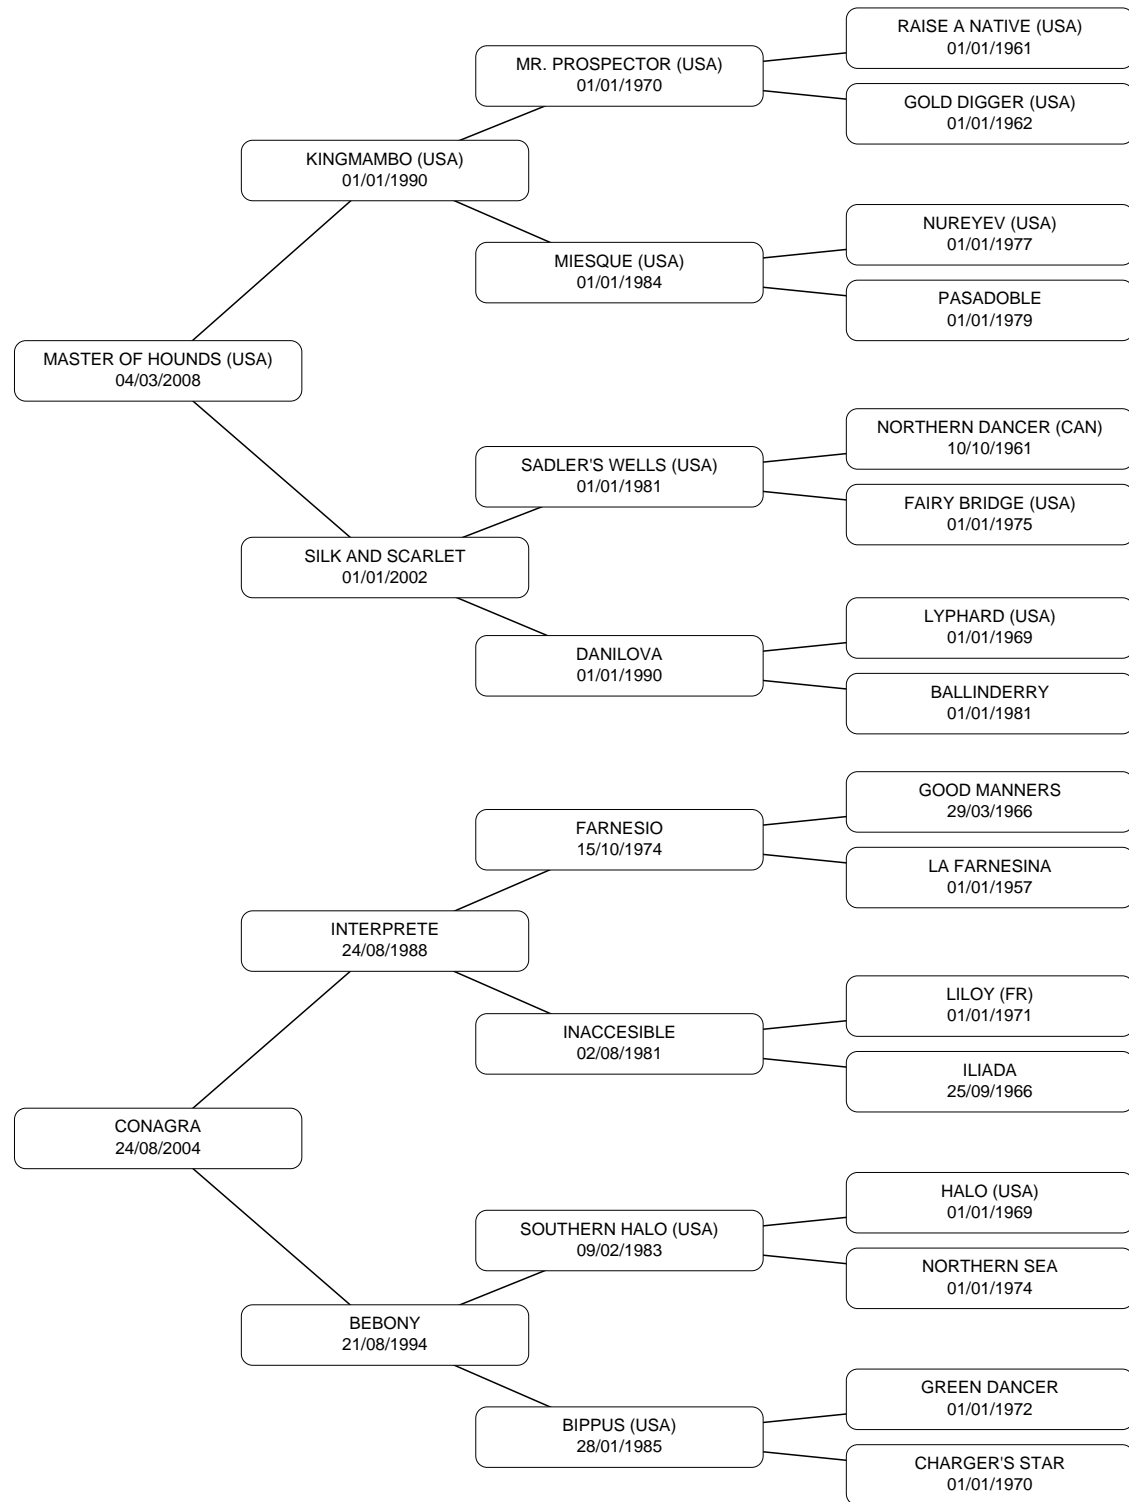 RAISE A NATIVE (USA)
01/01/1961
MR. PROSPECTOR (USA)
01/01/1970
GOLD DIGGER (USA)
01/01/1962
KINGMAMBO (USA)
01/01/1990
NUREYEV (USA)
01/01/1977
MIESQUE (USA)
01/01/1984
PASADOBLE
01/01/1979
MASTER OF HOUNDS (USA)
04/03/2008
NORTHERN DANCER (CAN)
10/10/1961
SADLER'S WELLS (USA)
01/01/1981
FAIRY BRIDGE (USA)
01/01/1975
SILK AND SCARLET
01/01/2002
LYPHARD (USA)
01/01/1969
DANILOVA
01/01/1990
BALLINDERRY
01/01/1981
GOOD MANNERS
29/03/1966
FARNESIO
15/10/1974
LA FARNESINA
01/01/1957
INTERPRETE
24/08/1988
LILOY (FR)
01/01/1971
INACCESIBLE
02/08/1981
ILIADA
25/09/1966
CONAGRA
24/08/2004
HALO (USA)
01/01/1969
SOUTHERN HALO (USA)
09/02/1983
NORTHERN SEA
01/01/1974
BEBONY
21/08/1994
GREEN DANCER
01/01/1972
BIPPUS (USA)
28/01/1985
CHARGER'S STAR
01/01/1970